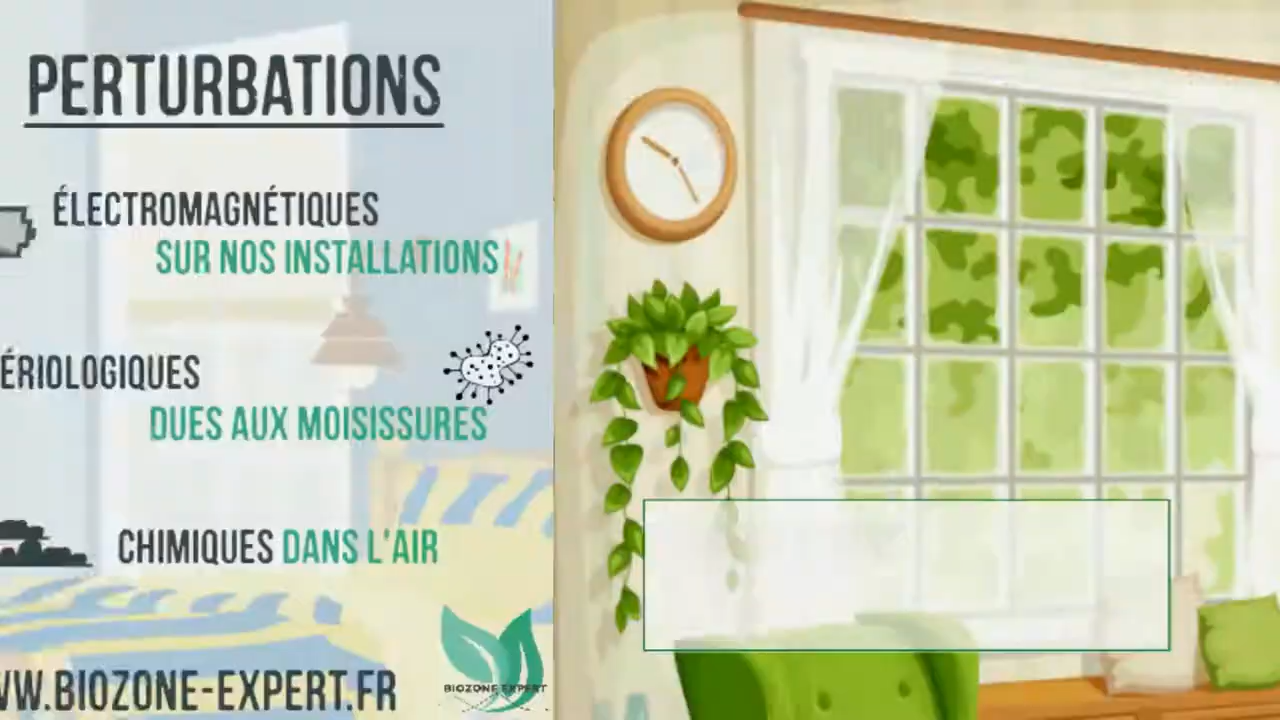 PERTURBATIONS
ÉLECTROMAGNÉTIQUES
SUR NOS INSTALLATIONS
ÉRIOLOGIQUES
DUES AUX MOISISSURES
CHIMIQUES DANS L'AIR
WW.BIOZONE-EXPERT.FR
BIOZONE EXPERT